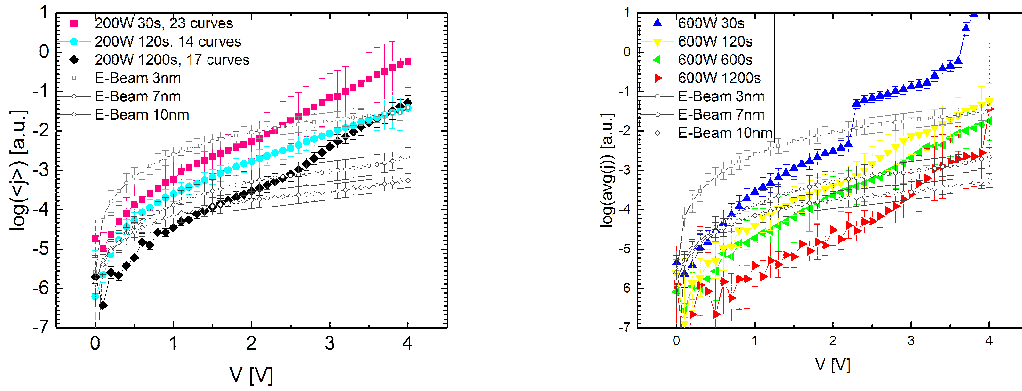 200W 30s, 23 curves
200W 120s, 14 curves
200W 1200s, 17 curves
E-Beam 3nm
E-Beam 7nm
E-Beam 10nm
log(<j>) [a.u.]
1
0
-1
-2
-3
-4
-5
-6
-7
0
1
2
3
4
V [V]
600W 30s
600W 120s
600W 600s
600W 1200s
E-Beam 3nm
E-Beam 7nm
E-Beam 10nm
log(avg(j)) [a.u.]
1
0
-1
-2
-3
-4
-5
-6
-7
0
1
2
3
4
V [V]